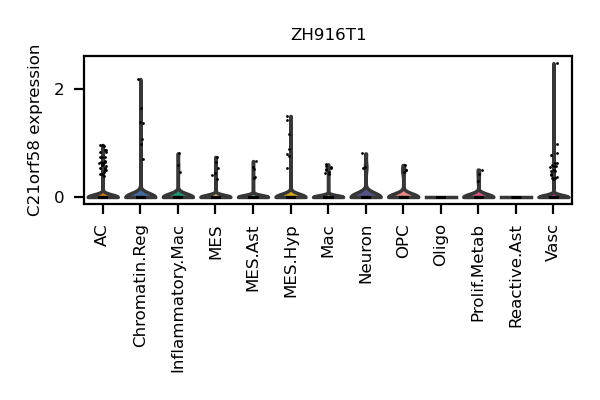 ZH916T1
C21orf58 expression
2
0
AC
Chromatin.Reg
Inflammatory.Mac
MES
MES.Ast
MES.Hyp
Mac
Neuron
OPC
Oligo
Prolif.Metab
Reactive.Ast
Vasc